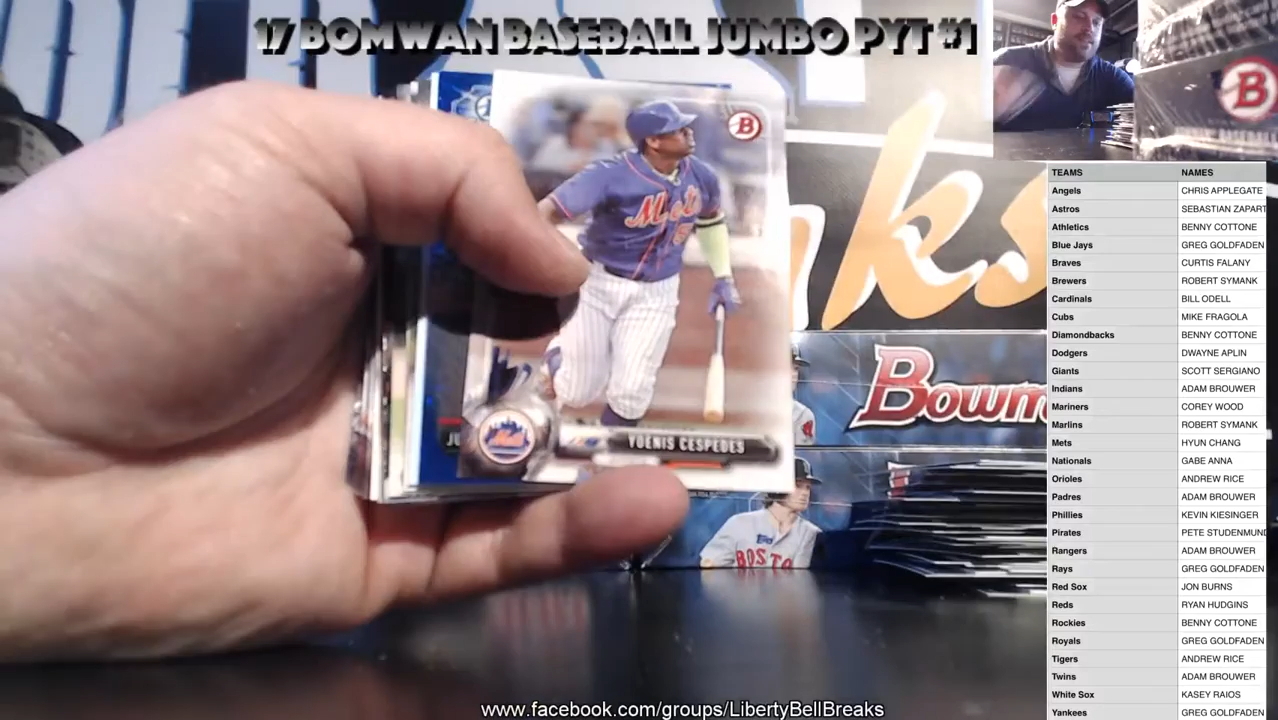 17 BOMWAN BASEBALL JUMBO PYT #1
B
Mets
YOENIS CESPEDES
JU
nks
Bowm
Topps
BOSTO
B
TEAMS NAMES
Angels CHRIS APPLEGATE
Astros SEBASTIAN ZAPART
Athletics BENNY COTTONE
Blue Jays GREG GOLDFADEN
Braves CURTIS FALANY
Brewers ROBERT SYMANK
Cardinals BILL ODELL
Cubs MIKE FRAGOLA
Diamondbacks BENNY COTTONE
Dodgers DWAYNE APLIN
Giants SCOTT SERGIANO
Indians ADAM BROUWER
Mariners COREY WOOD
Marlins ROBERT SYMANK
Mets HYUN CHANG
Nationals GABE ANNA
Orioles ANDREW RICE
Padres ADAM BROUWER
Phillies KEVIN KIESINGER
Pirates PETE STUDENMUND
Rangers ADAM BROUWER
Rays GREG GOLDFADEN
Red Sox JON BURNS
Reds RYAN HUDGINS
Rockies BENNY COTTONE
Royals GREG GOLDFADEN
Tigers ANDREW RICE
Twins ADAM BROUWER
White Sox KASEY RAIOS
Yankees GREG GOLDFADEN
www.facebook.com/groups/LibertyBellBreaks